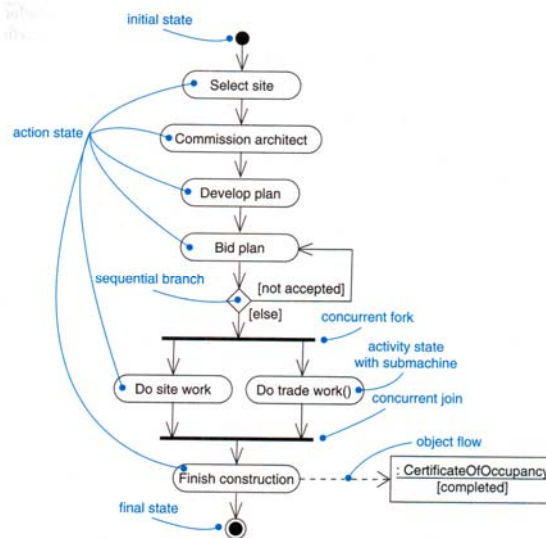 initial state
Select site
action state
Commission architect
Develop plan
Bid plan
sequential branch
[not accepted]
[else]
concurrent fork
activity state
with submachine
Do site work
Do trade work()
concurrent join
object flow
: CertificateOfOccupancy
[completed]
Finish construction
final state